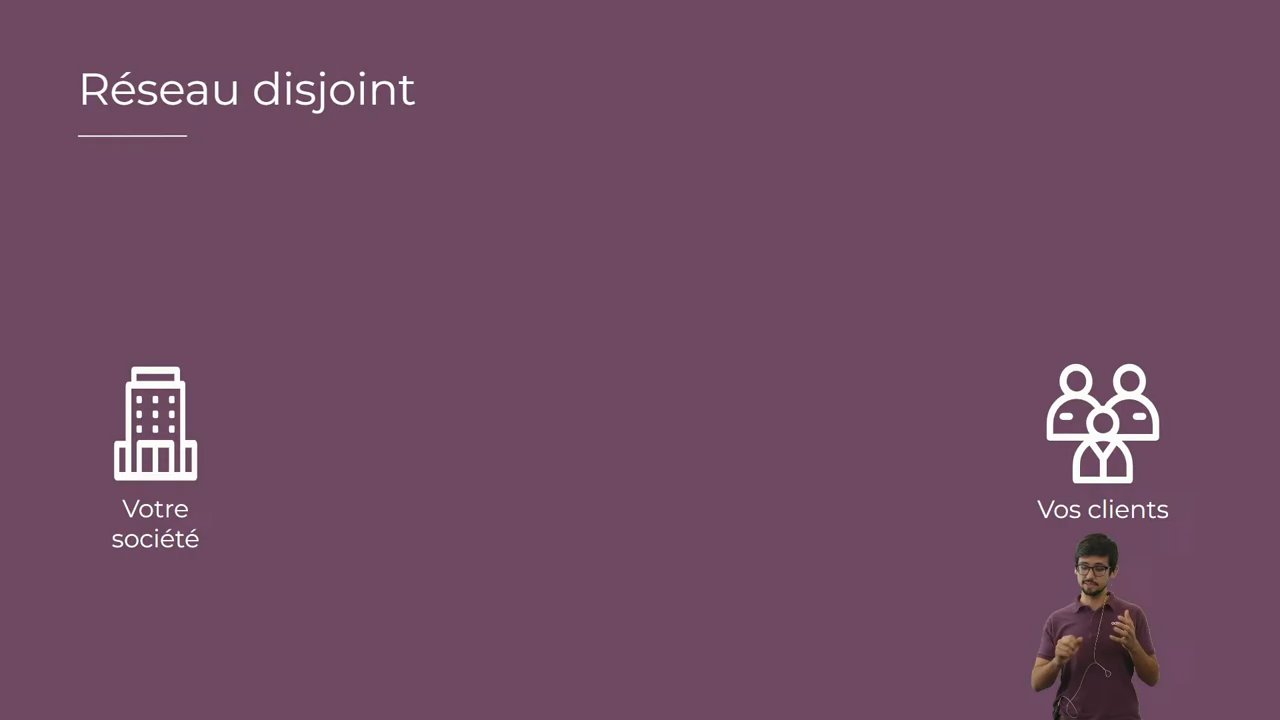 Réseau disjoint
Votre
société
Vos clients